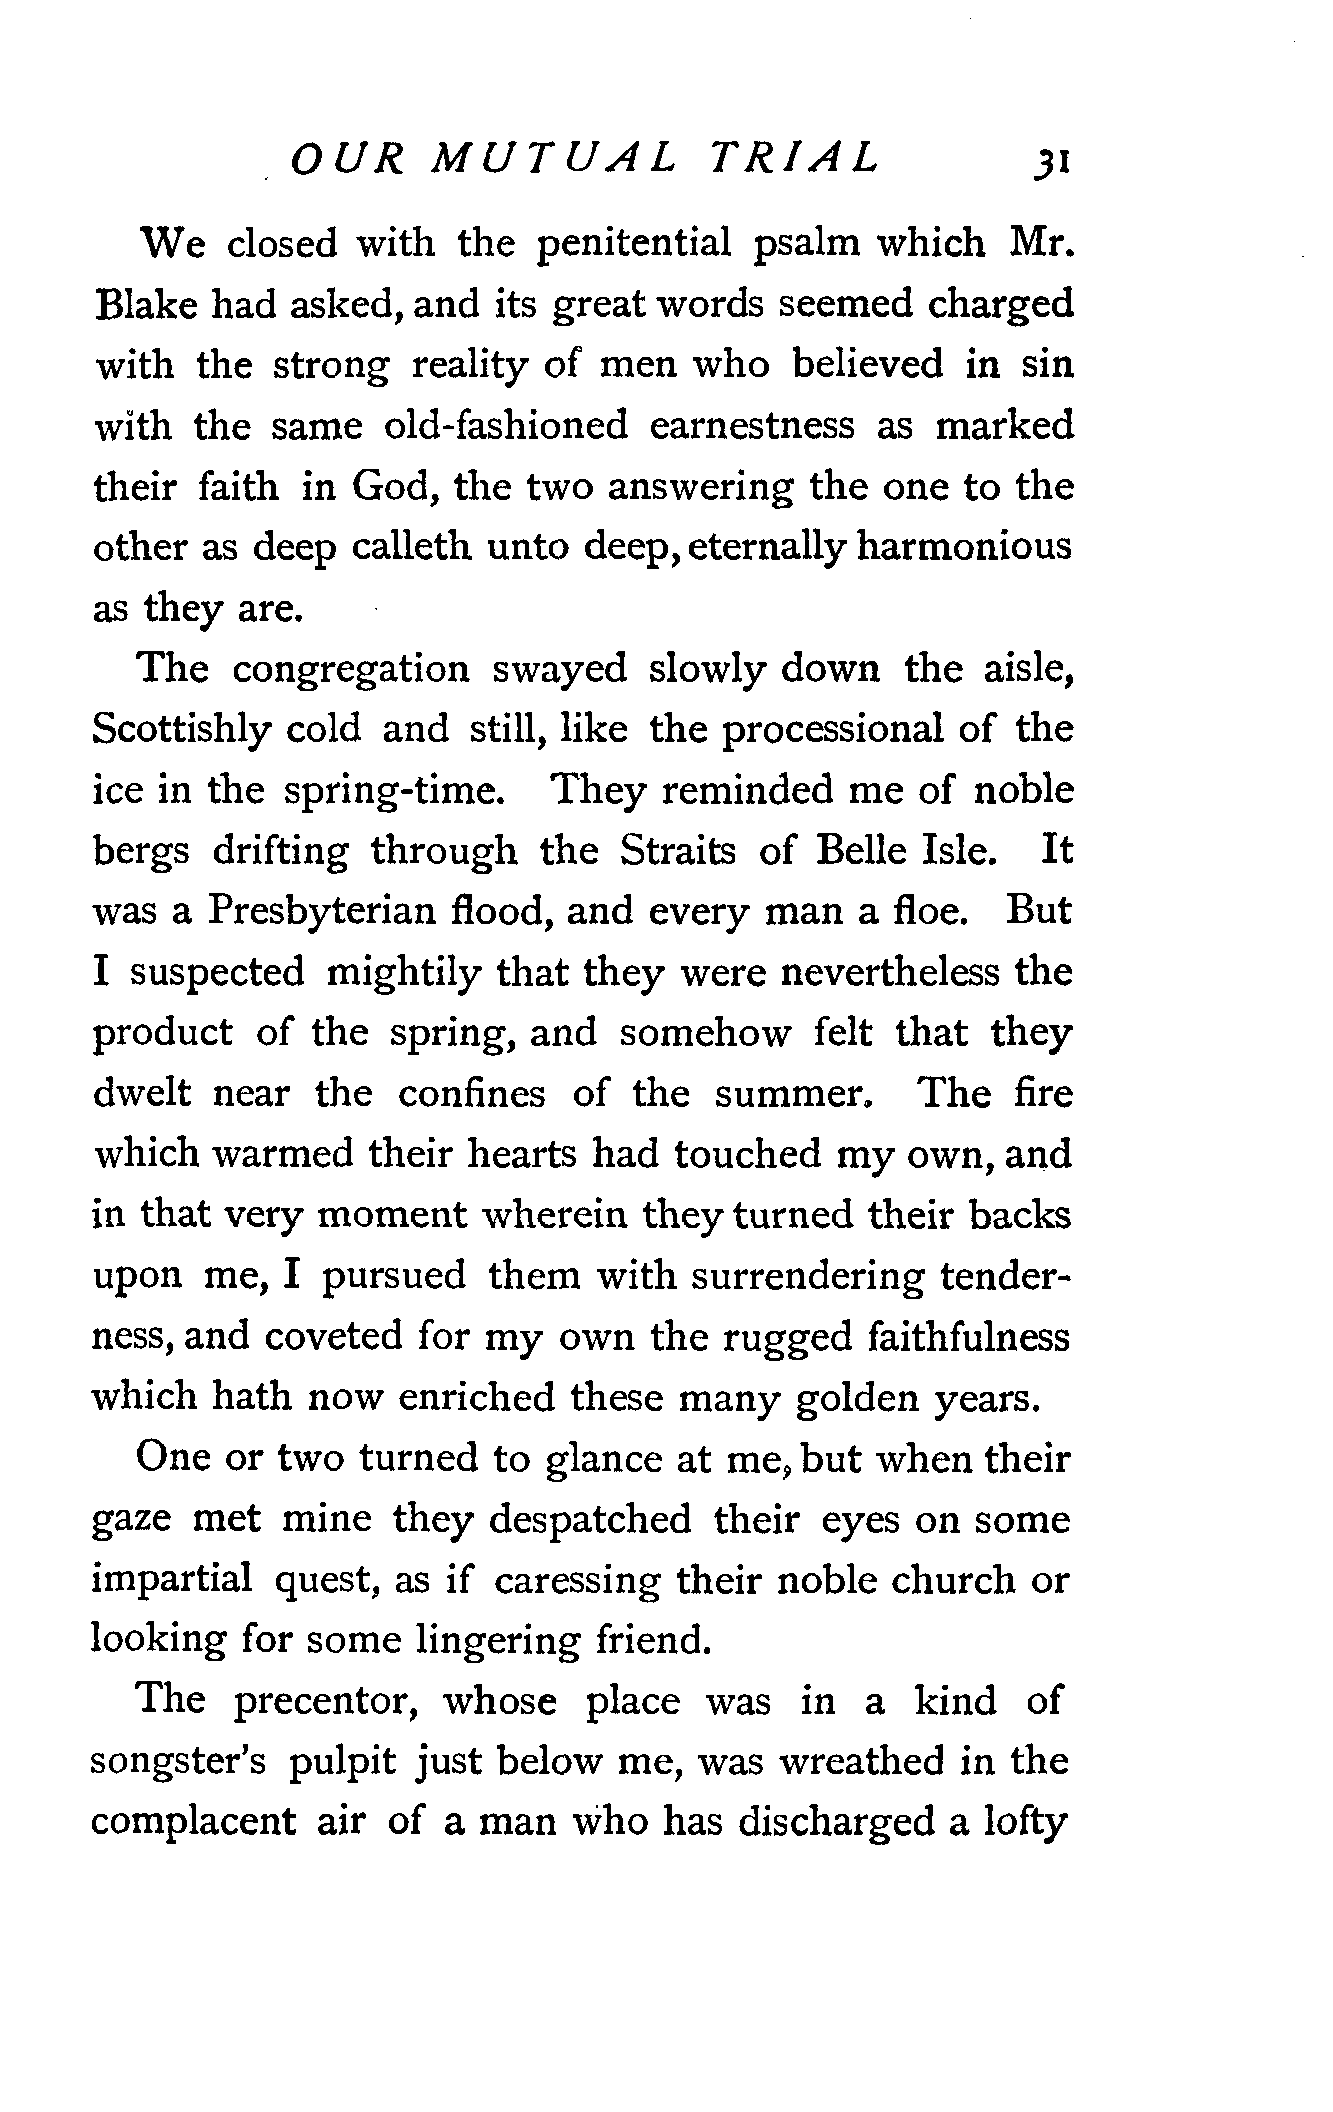 OUR MUTUAL TRIAL 31
We closed with the penitential psalm which Mr.
Blake had asked, and its great words seemed charged
with the strong reality of men who believed in sin
with the same old-fashioned earnestness as marked
their faith in God, the two answering the one to the
other as deep calleth unto deep, eternally harmonious
as they are.
The congregation swayed slowly down the aisle,
Scottishly cold and still, like the processional of the
ice in the spring-time. They reminded me of noble
bergs drifting through the Straits of Belle Isle. It
was a Presbyterian flood, and every man a floe. But
I suspected mightily that they were nevertheless the
product of the spring, and somehow felt that they
dwelt near the confines of the summer. The fire
which warmed their hearts had touched my own, and
in that very moment wherein they turned their backs
upon me, I pursued them with surrendering tender-
ness, and coveted for my own the rugged faithfulness
which hath now enriched these many golden years.
One or two turned to glance at me, but when their
gaze met mine they despatched their eyes on some
impartial quest, as if caressing their noble church or
looking for some lingering friend.
The precentor, whose place was in a kind of
songster's pulpit just below me, was wreathed in the
complacent air of a man who has discharged a lofty